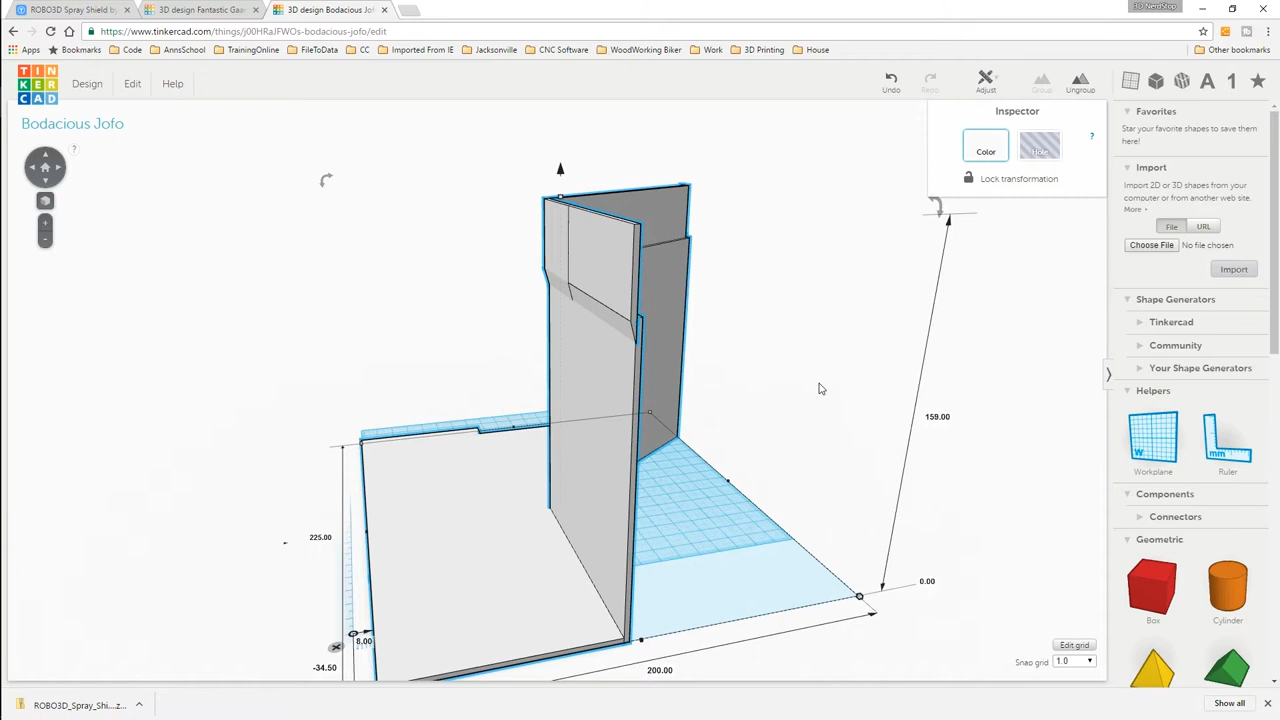 ROBO3D Spray Shield by
3D design Fantastic Gaa
3D design Bodacious Jofo
3D NerdStop
https://www.tinkercad.com/things/j00HRaJFWOs-bodacious-jofo/edit
Apps
Bookmarks
Code
AnnsSchool
TrainingOnline
FileToData
CC
Imported From IE
Jacksonville
CNC Software
WoodWorking Biker
Work
3D Printing
House
Other bookmarks
TIN
KER
CAD
Design
Edit
Help
Undo
Redo
Adjust
Group
Ungroup
Bodacious Jofo
?
Inspector
Color
Hole
?
Lock transformation
Favorites
Star your favorite shapes to save them
here!
Import
Import 2D or 3D shapes from your
computer or from another web site.
More
File
URL
Choose File
No file chosen
Import
Shape Generators
Tinkercad
Community
Your Shape Generators
Helpers
W
mm
Workplane
Ruler
Components
Connectors
Geometric
Box
Cylinder
159.00
225.00
0.00
8.00
-34.50
200.00
Edit grid
Snap grid
1.0
ROBO3D_Spray_Shi....z...
Show all